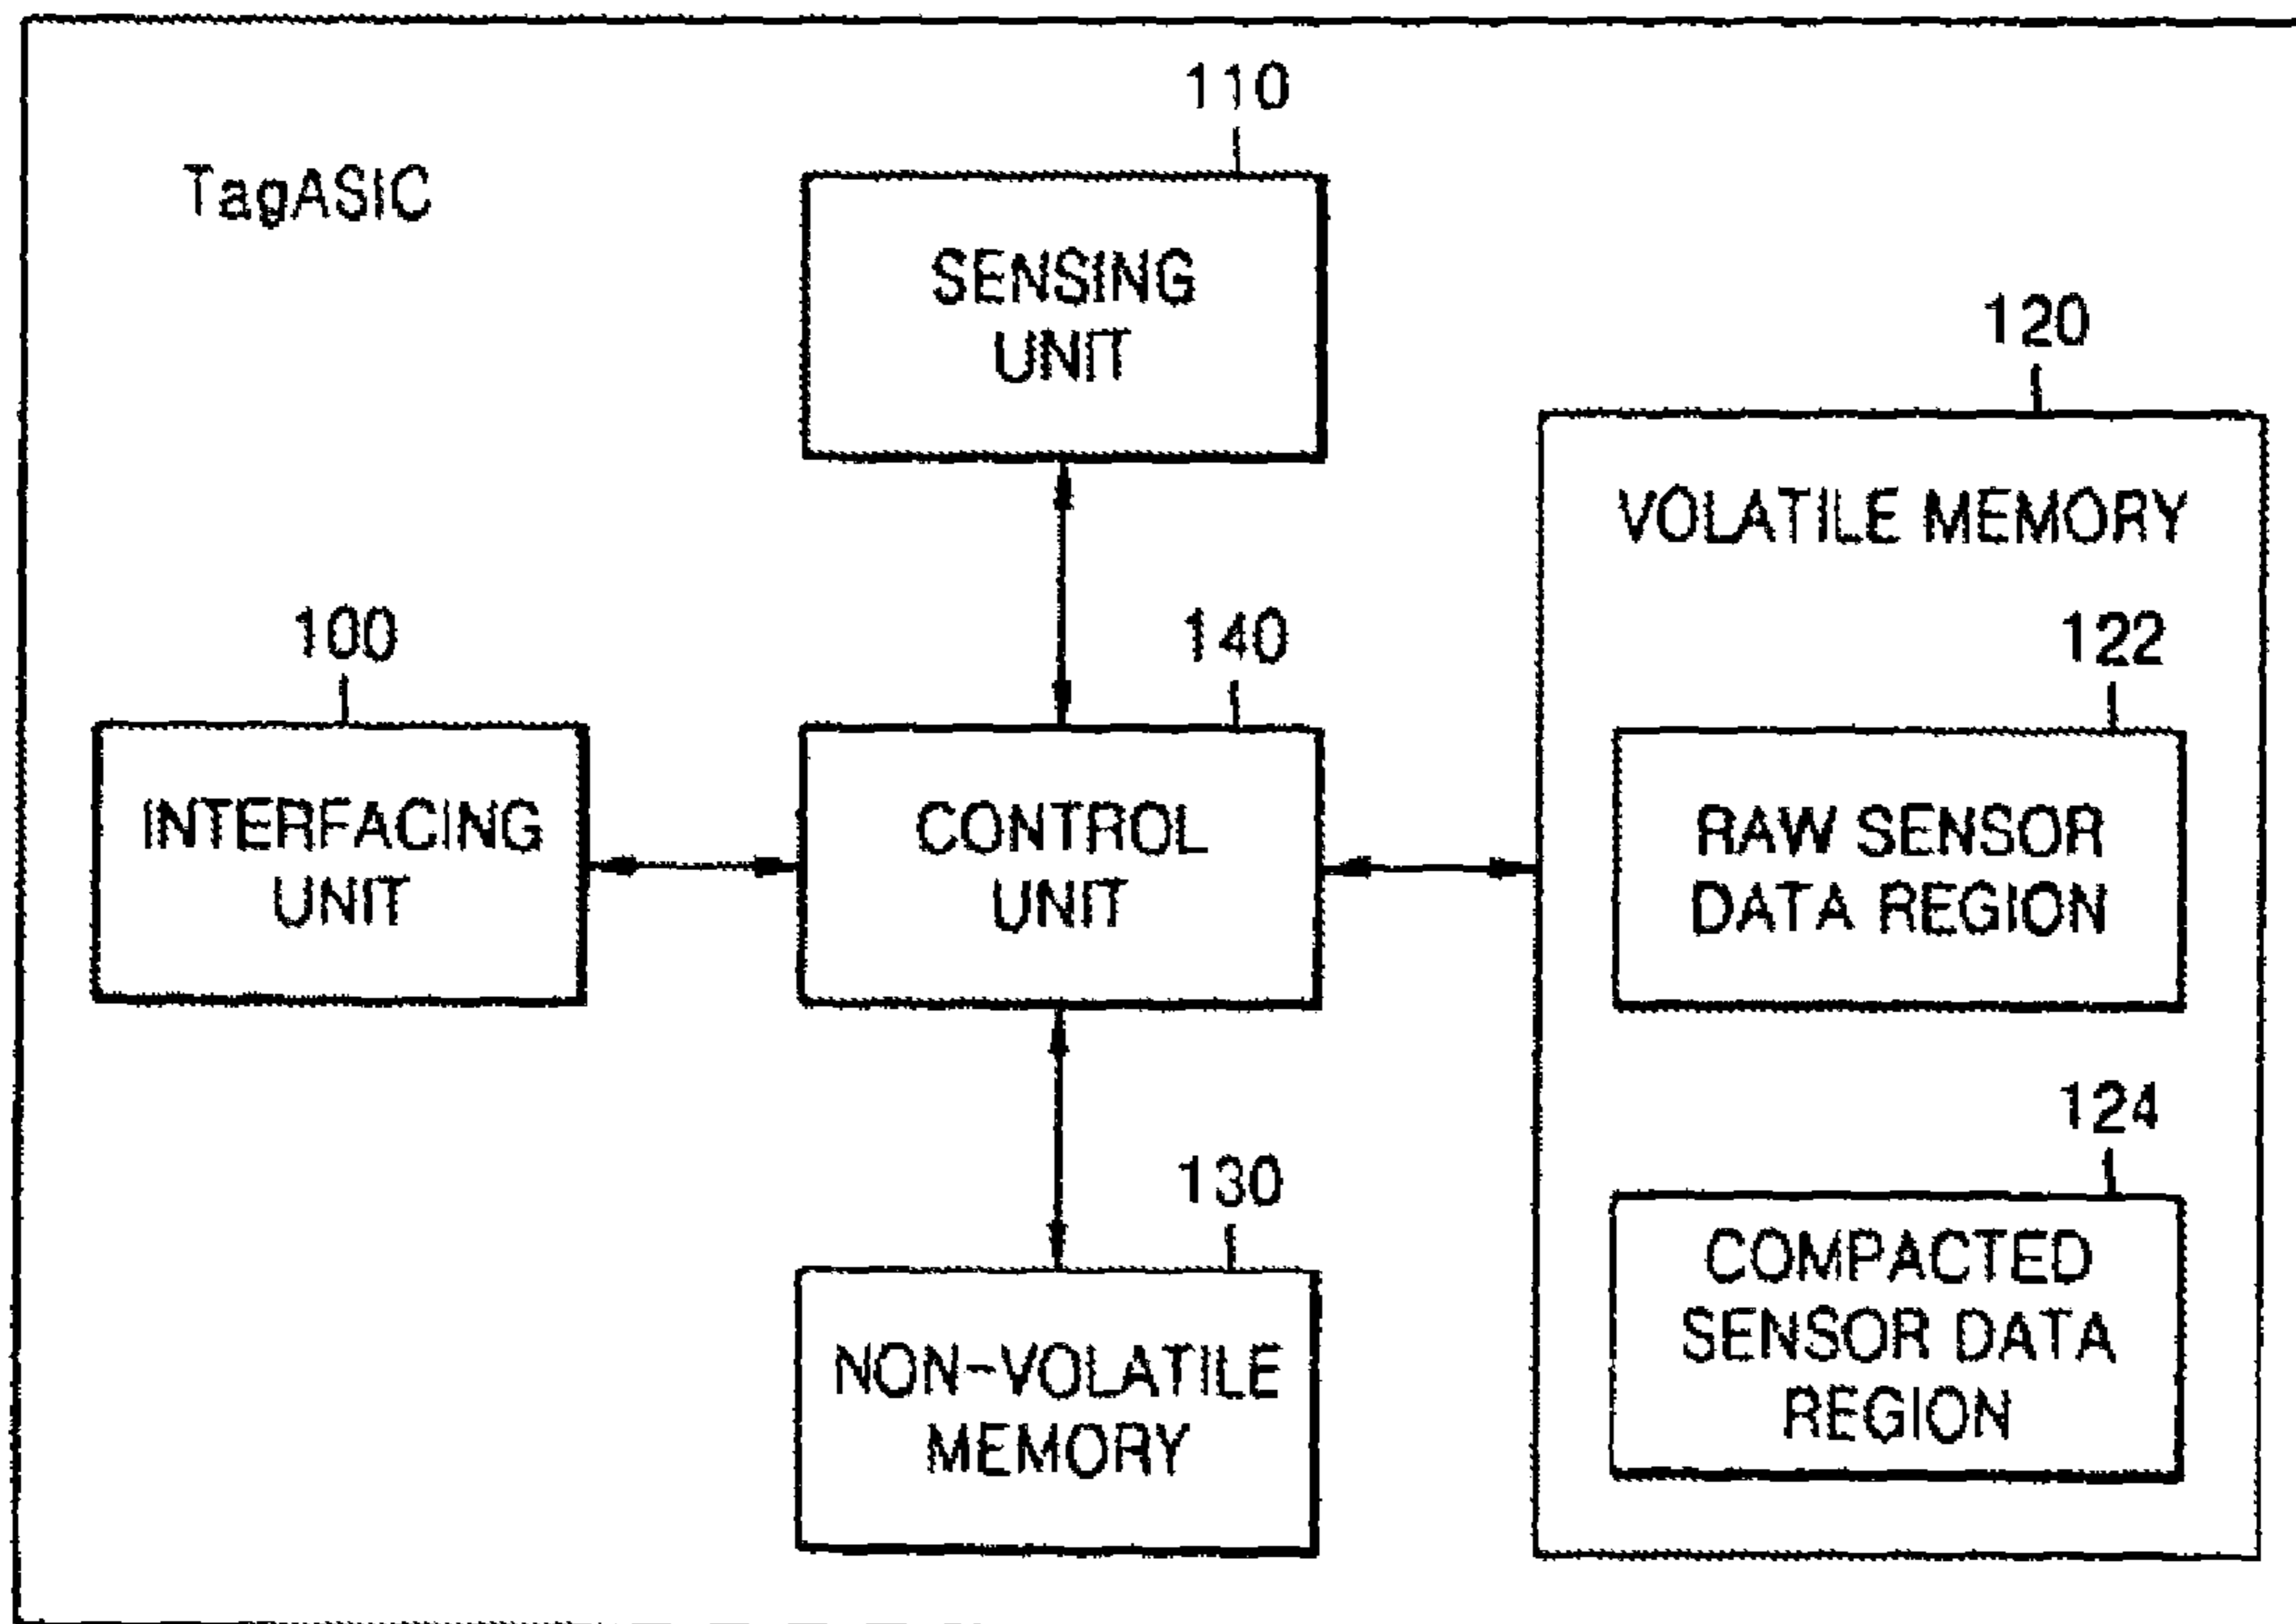 110
TagASIC
SENSING
UNIT
120
VOLATILE MEMORY
100
140
122
INTERFACING
UNIT
CONTROL
UNIT
RAW SENSOR
DATA REGION
124
130
COMPACTED
SENSOR DATA
REGION
NON-VOLATILE
MEMORY